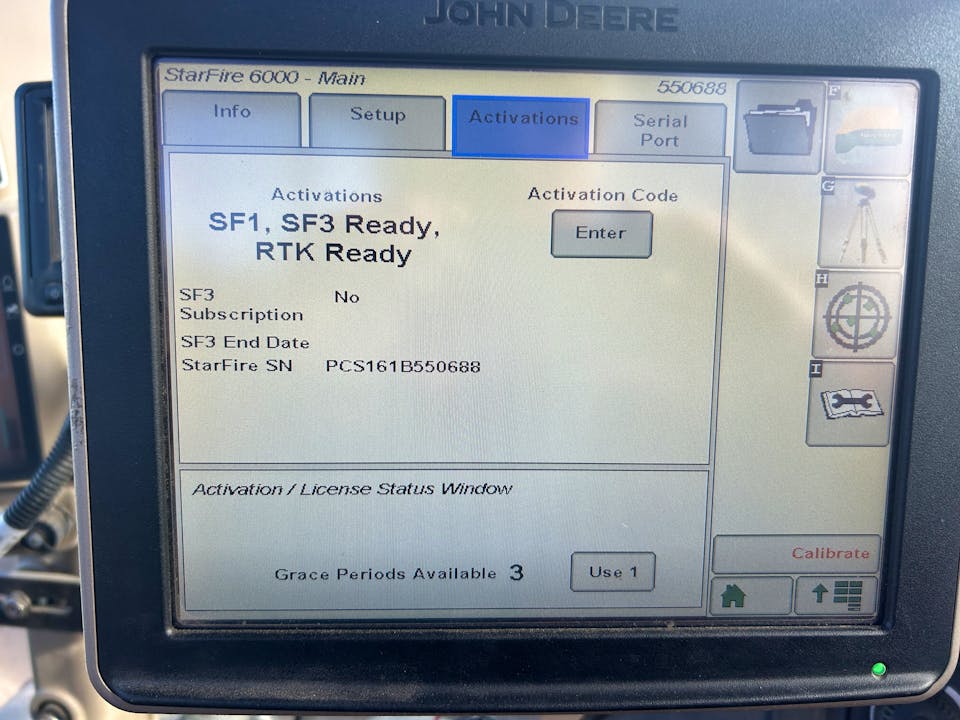 JOHN DEERE
StarFire 6000 - Main
550688
Info
Setup
Activations
Serial
Port
F
Activations
SF1, SF3 Ready,
RTK Ready
Activation Code
Enter
G
SF3
Subscription
No
H
SF3 End Date
StarFire SN PCS161B550688
I
Activation / License Status Window
Calibrate
Grace Periods Available 3
Use 1